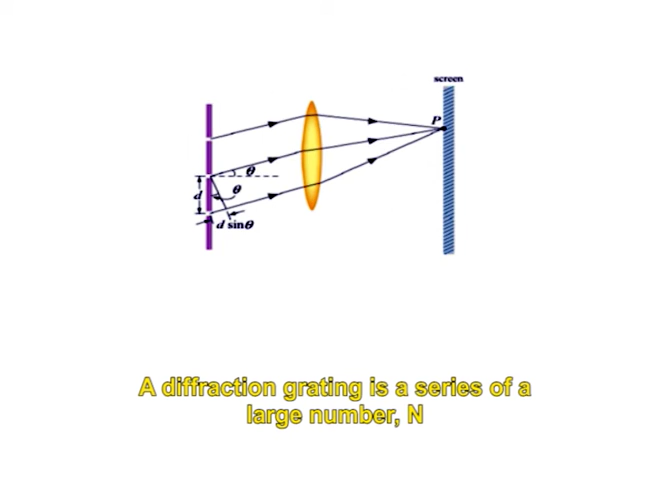 screen
P
θ
d
θ
d sinθ
A diffraction grating is a series of a
large number, N